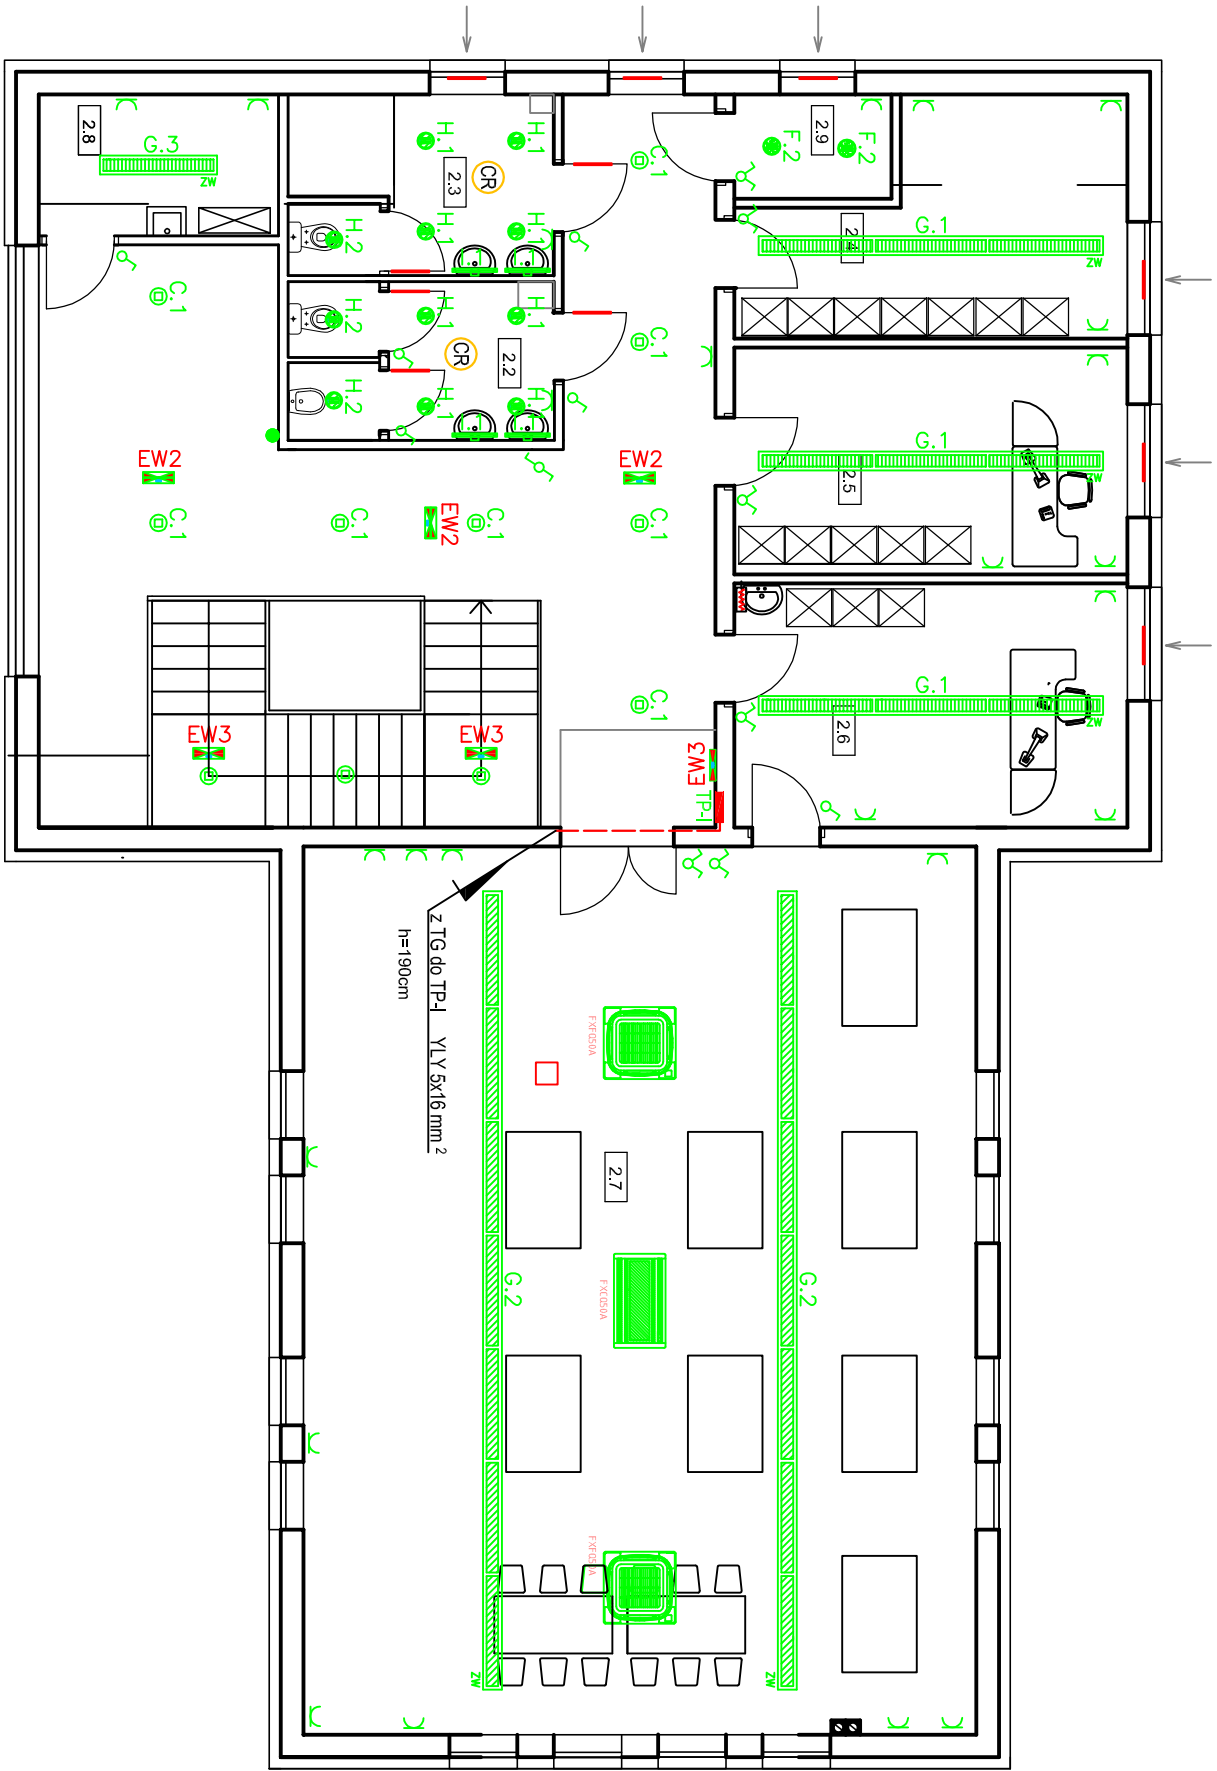 2.8
G.3
ZW
H.1
H.1
2.3
CR
C.1
2.9
F.2
F.2
H.2
H.1
H.1
2.4
G.1
ZW
C.1
H.2
H.1
H.1
CR
2.2
C.1
H.2
H.1
H.1
G.1
ZW
2.5
EW2
EW2
EW2
C.1
C.1
C.1
C.1
G.1
ZW
2.6
C.1
EW3
EW3
EW3
TP-I
z TG do TP-I YLY 5x16 mm²
h=190cm
FXFQ50A
2.7
G.2
G.2
FXEQ50A
FXFQ50A
ZW
ZW